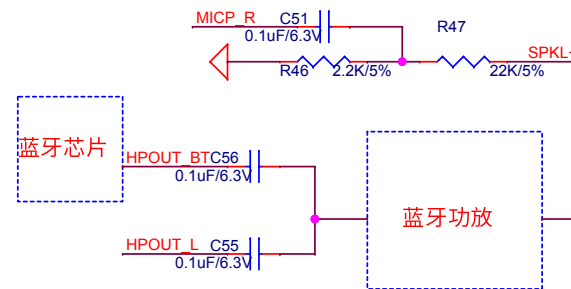 MICP_R C51
0.1uF/6.3V
R47
SPKL
R46 2.2K/5% 22K/5%
蓝牙芯片
HPOUT_BT C56
0.1uF/6.3V
蓝牙功放
HPOUT_L C55
0.1uF/6.3V